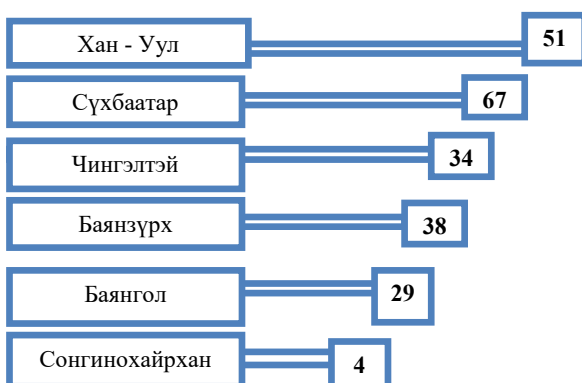 Хан - Уул 51
Сүхбаатар 67
Чингэлтэй 34
Баянзүрх 38
Баянгол 29
Сонгинохайрхан 4